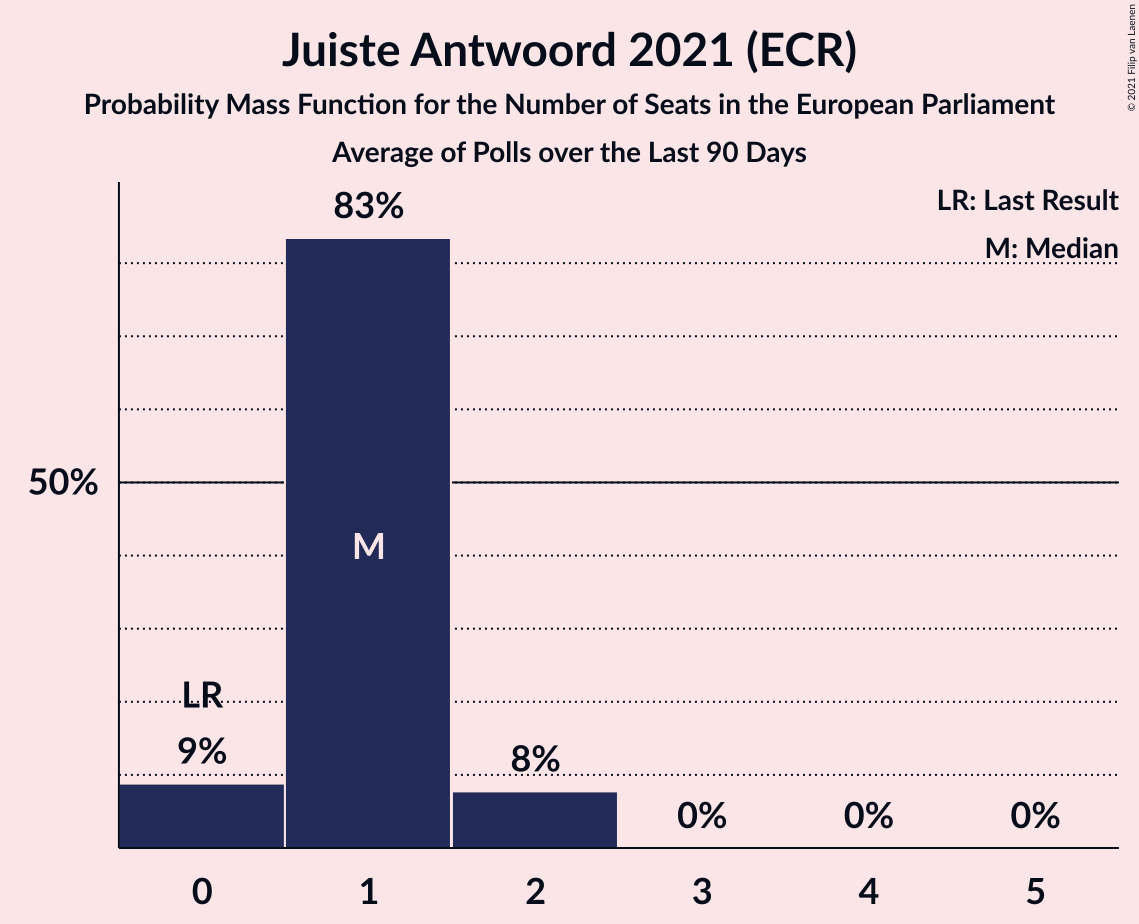 Juiste Antwoord 2021 (ECR)
Probability Mass Function for the Number of Seats in the European Parliament
Average of Polls over the Last 90 Days
© 2021 Filip van Laenen
LR: Last Result
M: Median
83%
50%
M
LR
9%
8%
0%
0%
0%
0
1
2
3
4
5